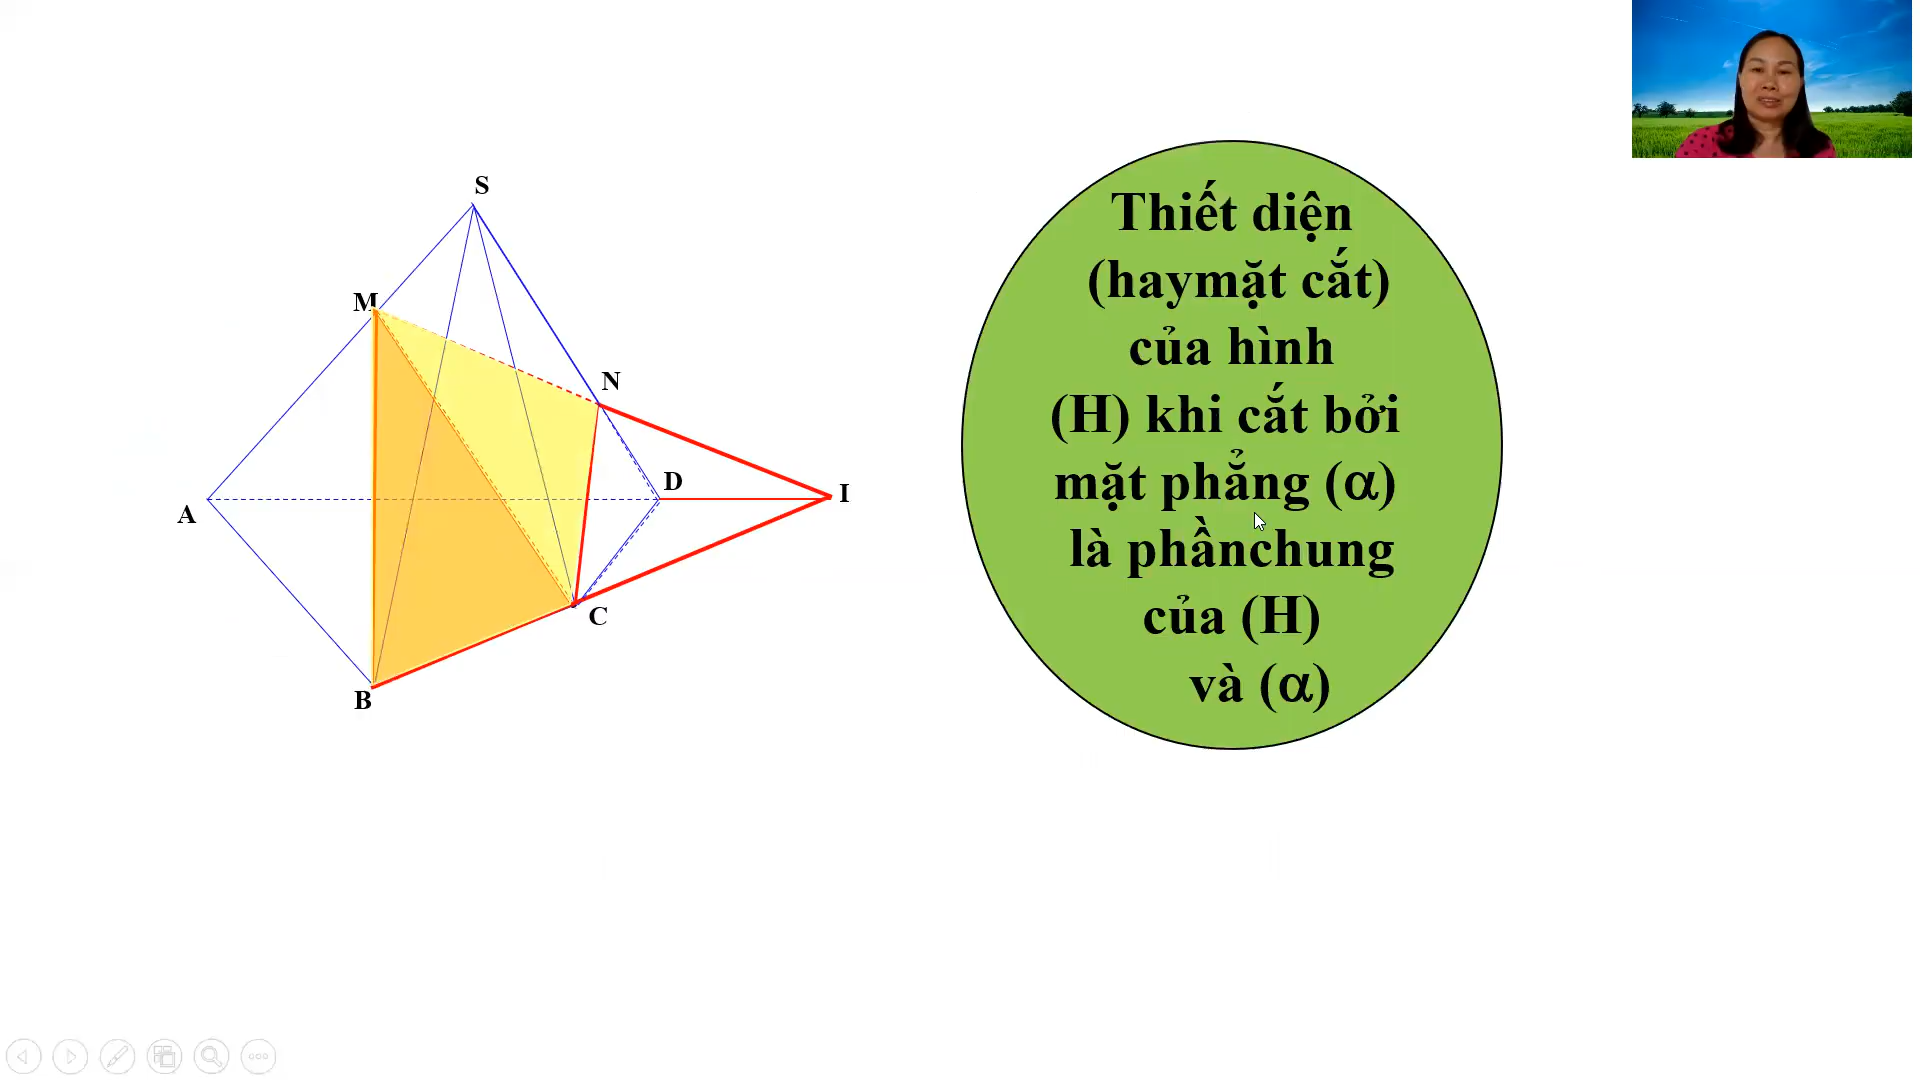 S
M
N
D
I
A
C
B
Thiết diện
(haymặt cắt)
của hình
(H) khi cắt bởi
mặt phẳng (α)
là phầnchung
của (H)
và (α)